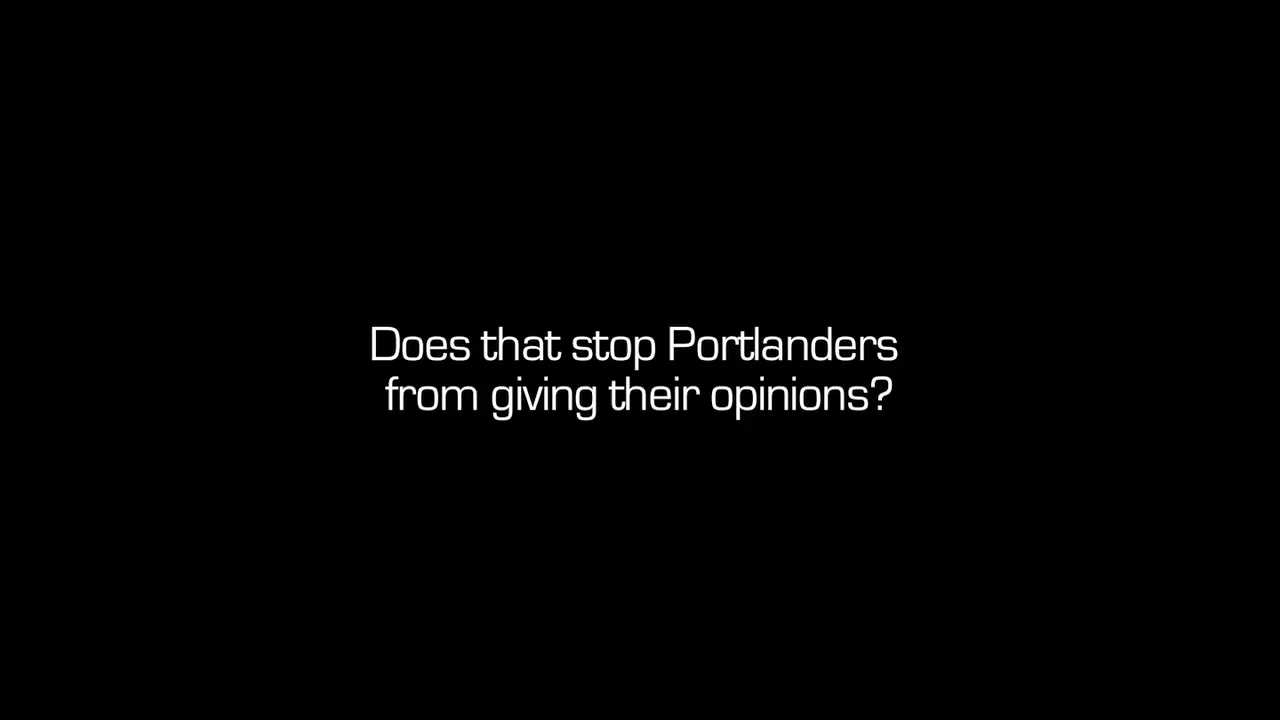 Does that stop Portlanders
from giving their opinions?